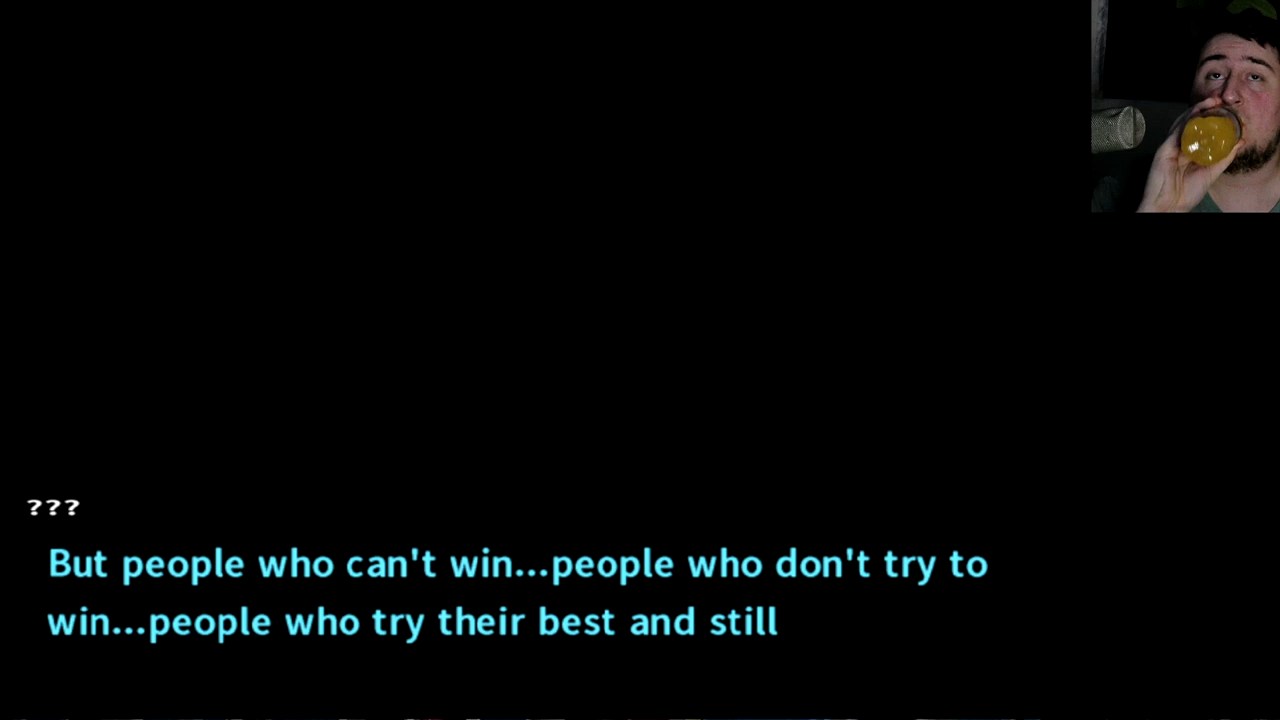 ???
But people who can't win...people who don't try to
win...people who try their best and still